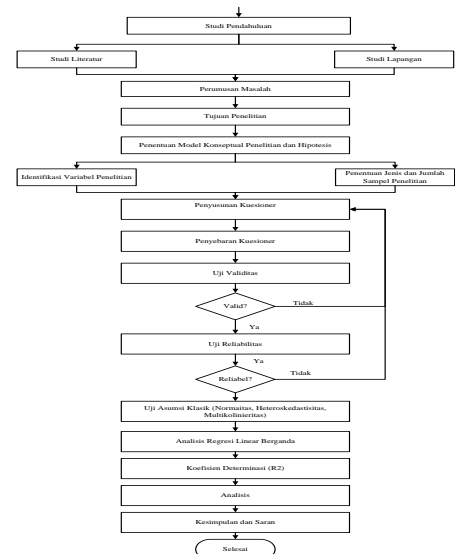 Studi Pendahuluan
Studi Literatur
Studi Lapangan
Perumusan Masalah
Tujuan Penelitian
Penentuan Model Konseptual Penelitian dan Hipotesis
Identifikasi Variabel Penelitian
Penentuan Jenis dan Jumlah
Sampel Penelitian
Penyusunan Kuesioner
Penyebaran Kuesioner
Uji Validitas
Valid?
Tidak
Ya
Uji Reliabilitas
Ya
Reliabel?
Tidak
Uji Asumsi Klasik (Normaitas, Heteroskedastisitas,
Multikolinieritas)
Analisis Regresi Linear Berganda
Koefisien Determinasi (R2)
Analisis
Kesimpulan dan Saran
Selesai